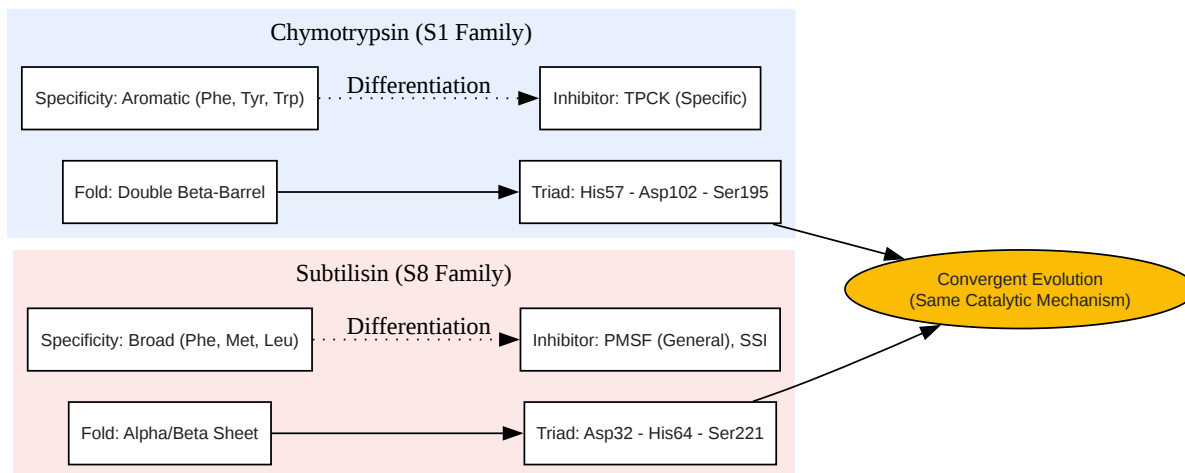 Chymotrypsin (S1 Family)
Specificity: Aromatic (Phe, Tyr, Trp)
Differentiation
Inhibitor: TPCK (Specific)
Fold: Double Beta-Barrel
Triad: His57 - Asp102 - Ser195
Convergent Evolution
(Same Catalytic Mechanism)
Subtilisin (S8 Family)
Specificity: Broad (Phe, Met, Leu)
Differentiation
Inhibitor: PMSF (General), SSI
Fold: Alpha/Beta Sheet
Triad: Asp32 - His64 - Ser221